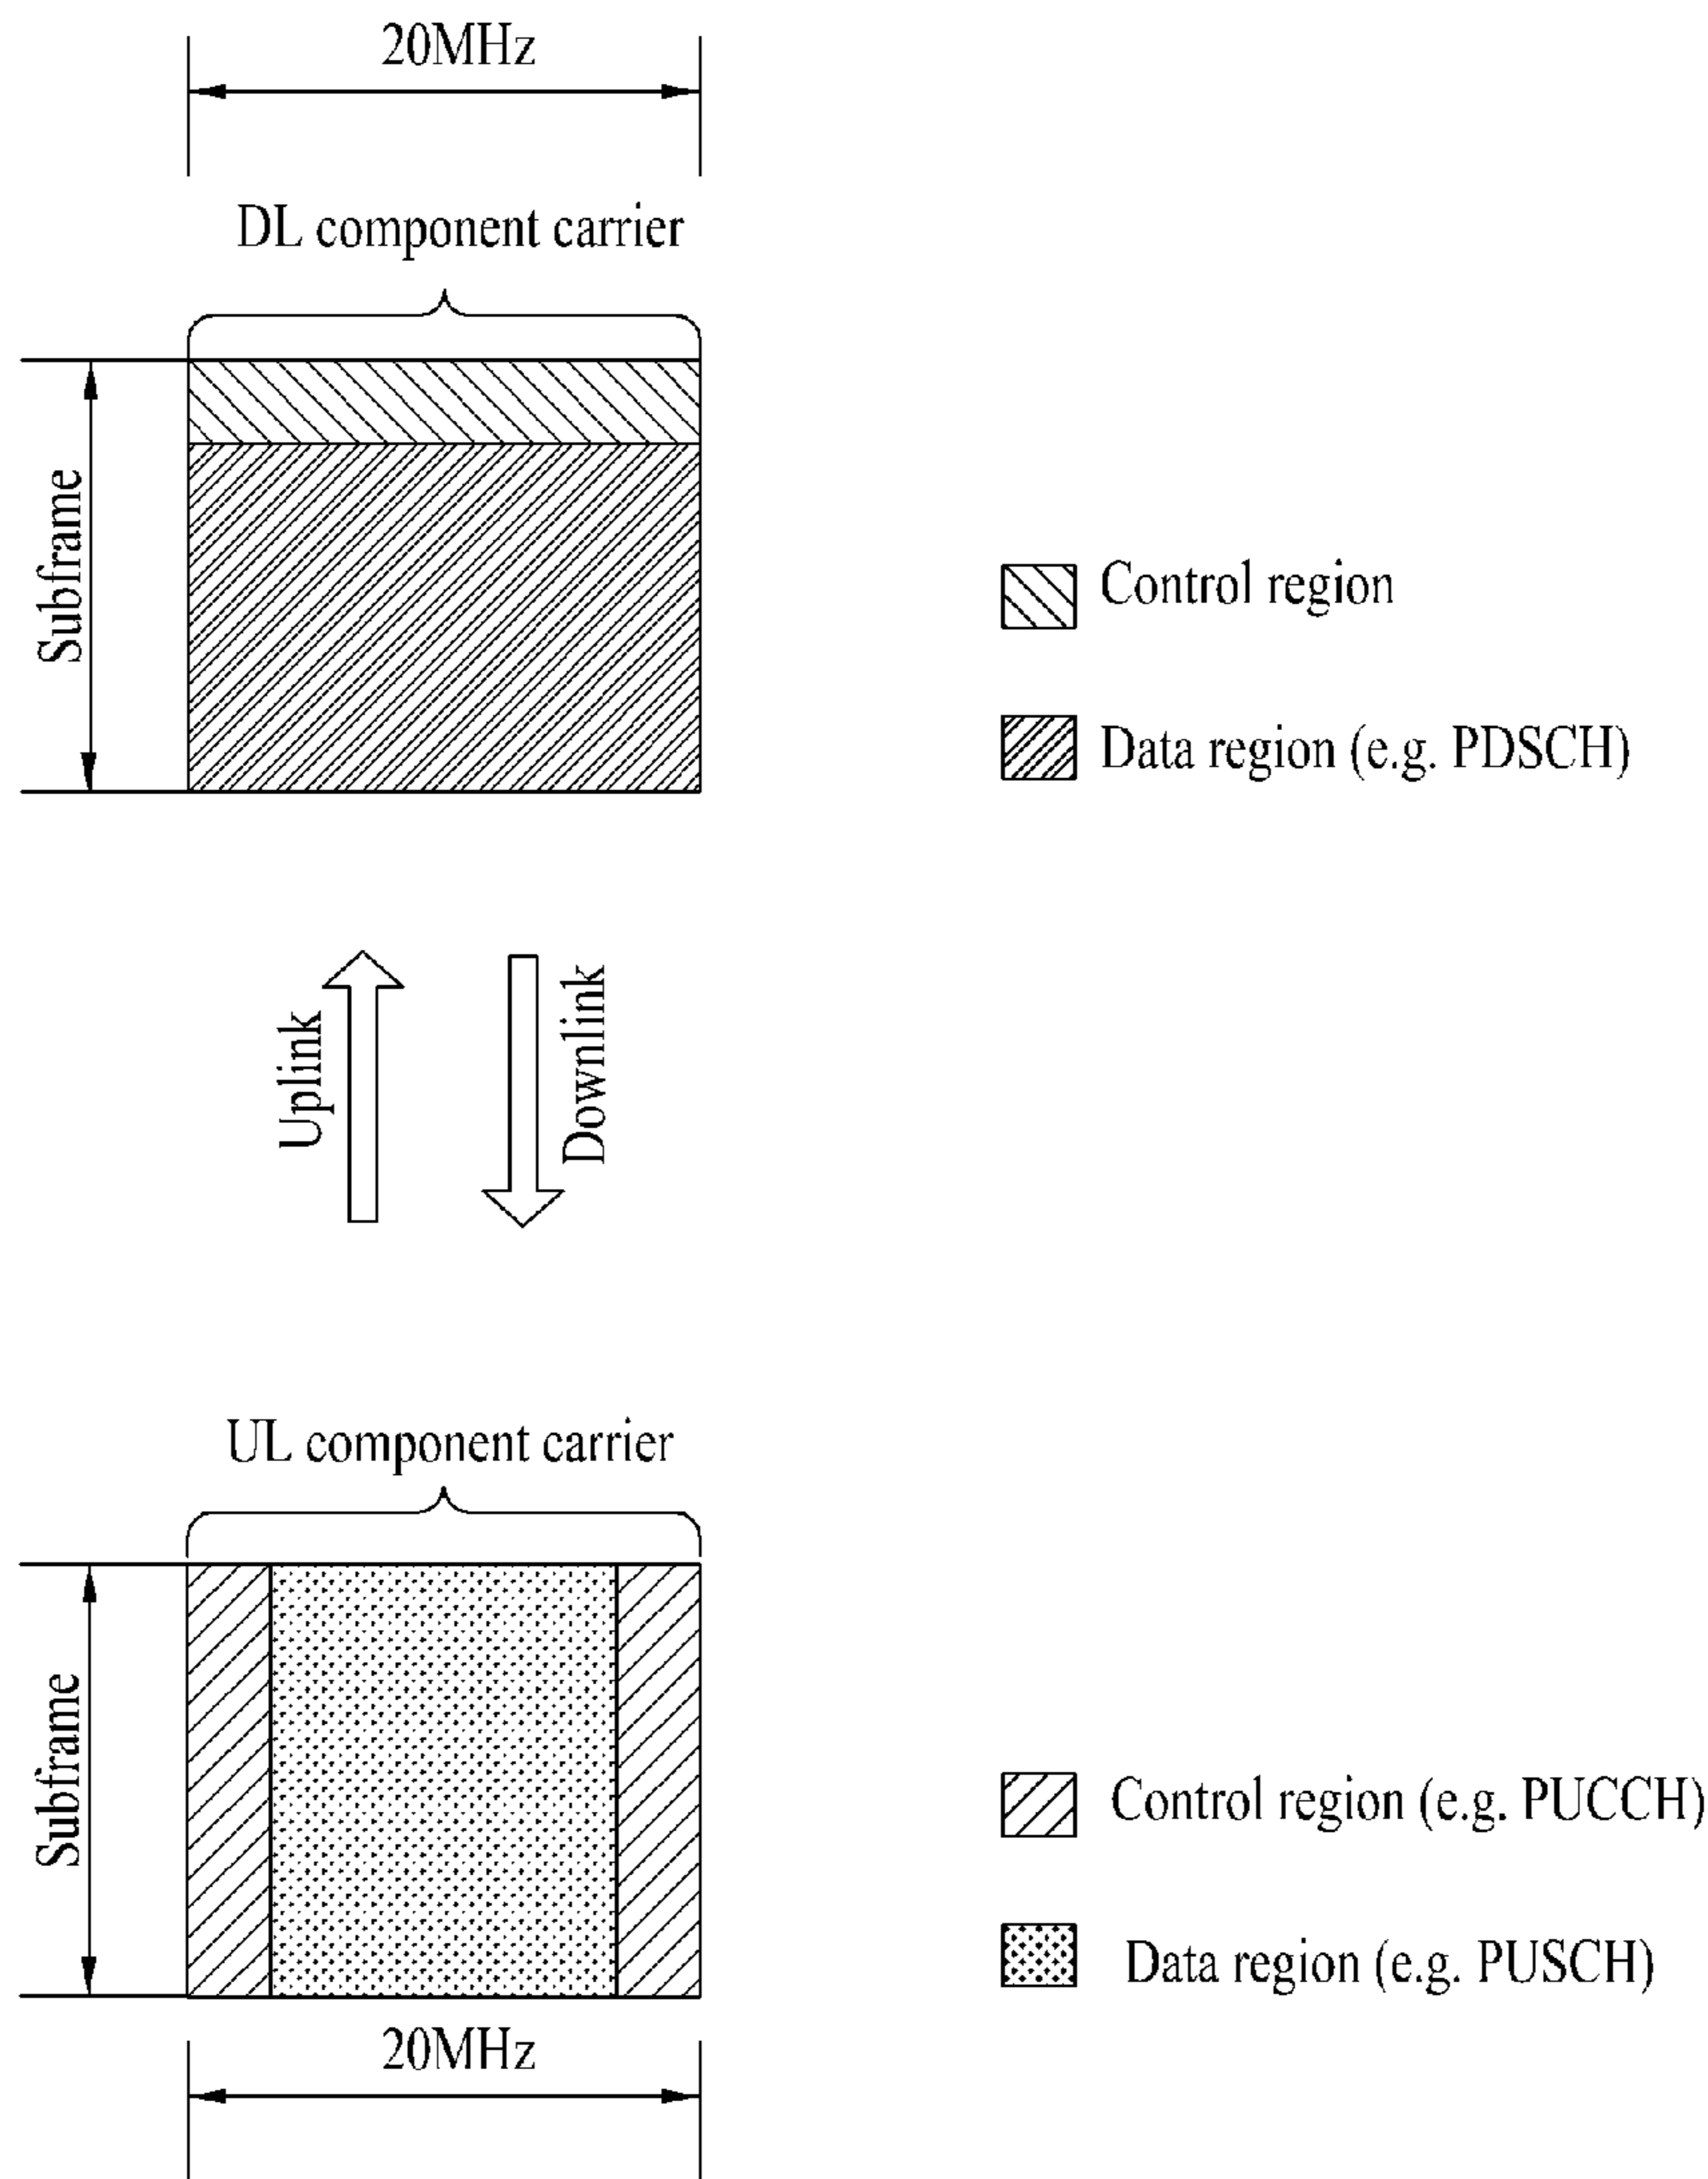 20MHz
DL component carrier
Subframe
Control region
Data region (e.g. PDSCH)
Uplink
Downlink
UL component carrier
Subframe
Control region (e.g. PUCCH)
Data region (e.g. PUSCH)
20MHz